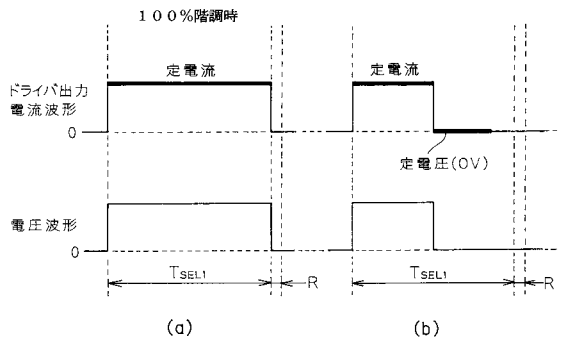 100%階調時
定電流 定電流
ドライバ出力
電流波形
0
定電圧(0V)
電圧波形
0
TSEL1 R TSEL1 R
(a) (b)